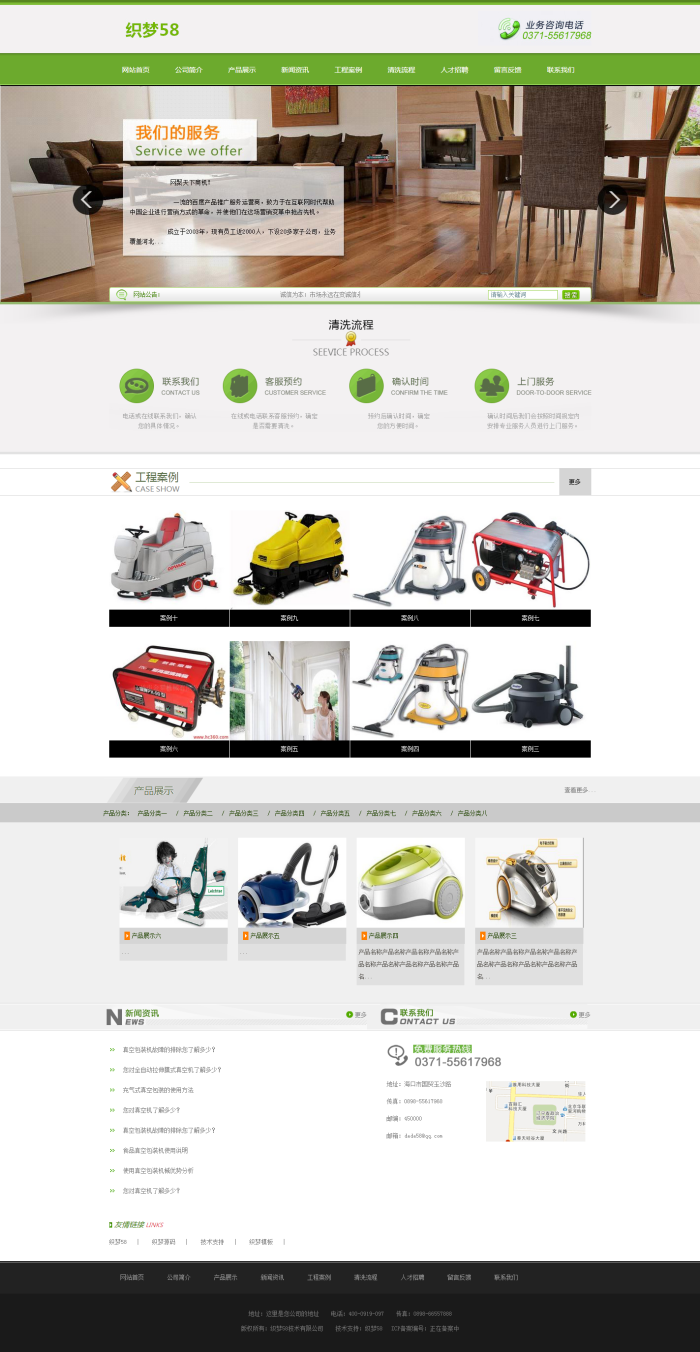 织梦58
业务咨询电话
0371-55617968
网站首页 公司简介 产品展示 新闻资讯 工程案例 清洗流程 人才招聘 留言反馈 联系我们
我们的服务
Service we offer
网聚天下商机!
一流的百度产品推广服务运营商,致力于在互联网时代帮助
中国企业进行营销方式的革命,并使他们在这场营销变革中抢占先机。
成立于2003年,现有员工近2000人,下设20多家子公司,业务
覆盖河北...
网站公告: 诚信为本:市场永远在变诚信永 请输入关键词 搜索
清洗流程
SEEVICE PROCESS
联系我们 客服预约 确认时间 上门服务
CONTACT US CUSTOMER SERVICE CONFIRM THE TIME DOOR-TO-DOOR SERVICE
电话或在线联系我们,确认 在线或电话联系客服预约,确定 预约后确认时间,确定 确认时间后我们会按照时间到室内
您的具体情况。 是否需要清洗。 您的方便时间。 安排专业服务人员进行上门服务。
工程案例
CASE SHOW
更多
案例十 案例九 案例八 案例七
www.hc360.com
案例六 案例五 案例四 案例三
产品展示 查看更多...
产品分类: 产品分类一 / 产品分类二 / 产品分类三 / 产品分类四 / 产品分类五 / 产品分类七 / 产品分类六 / 产品分类八
产品展示六 产品展示五 产品展示四 产品展示三
... ... 产品名称产品名称产品名称产品名称产 产品名称产品名称产品名称产品名称产
品名称产品名称产品名称产品名称产品 品名称产品名称产品名称产品名称产品
名... 名...
新闻资讯 更多 联系我们 更多
NEWS CONTACT US
真空包装机故障的排除您了解多少?
您对全自动拉伸膜式真空机了解多少?
充气式真空包装的使用方法
您对真空机了解多少?
真空包装机故障的排除您了解多少?
食品真空包装机使用说明
使用真空包装机械优势分析
您对真空机了解多少?
免费服务热线
0371-55617968
地址:海口市国贸玉沙路
传真:0898-55617968
邮编:450000
邮箱:dede58@qq.com
友情链接 LINKS
织梦58 | 织梦源码 | 技术支持 | 织梦模板 |
网站首页 公司简介 产品展示 新闻资讯 工程案例 清洗流程 人才招聘 留言反馈 联系我们
地址:这里是您公司的地址 电话:400-0919-097 传真:0898-66557888
版权所有:织梦58技术有限公司 技术支持:织梦58 ICP备案编号:正在备案中